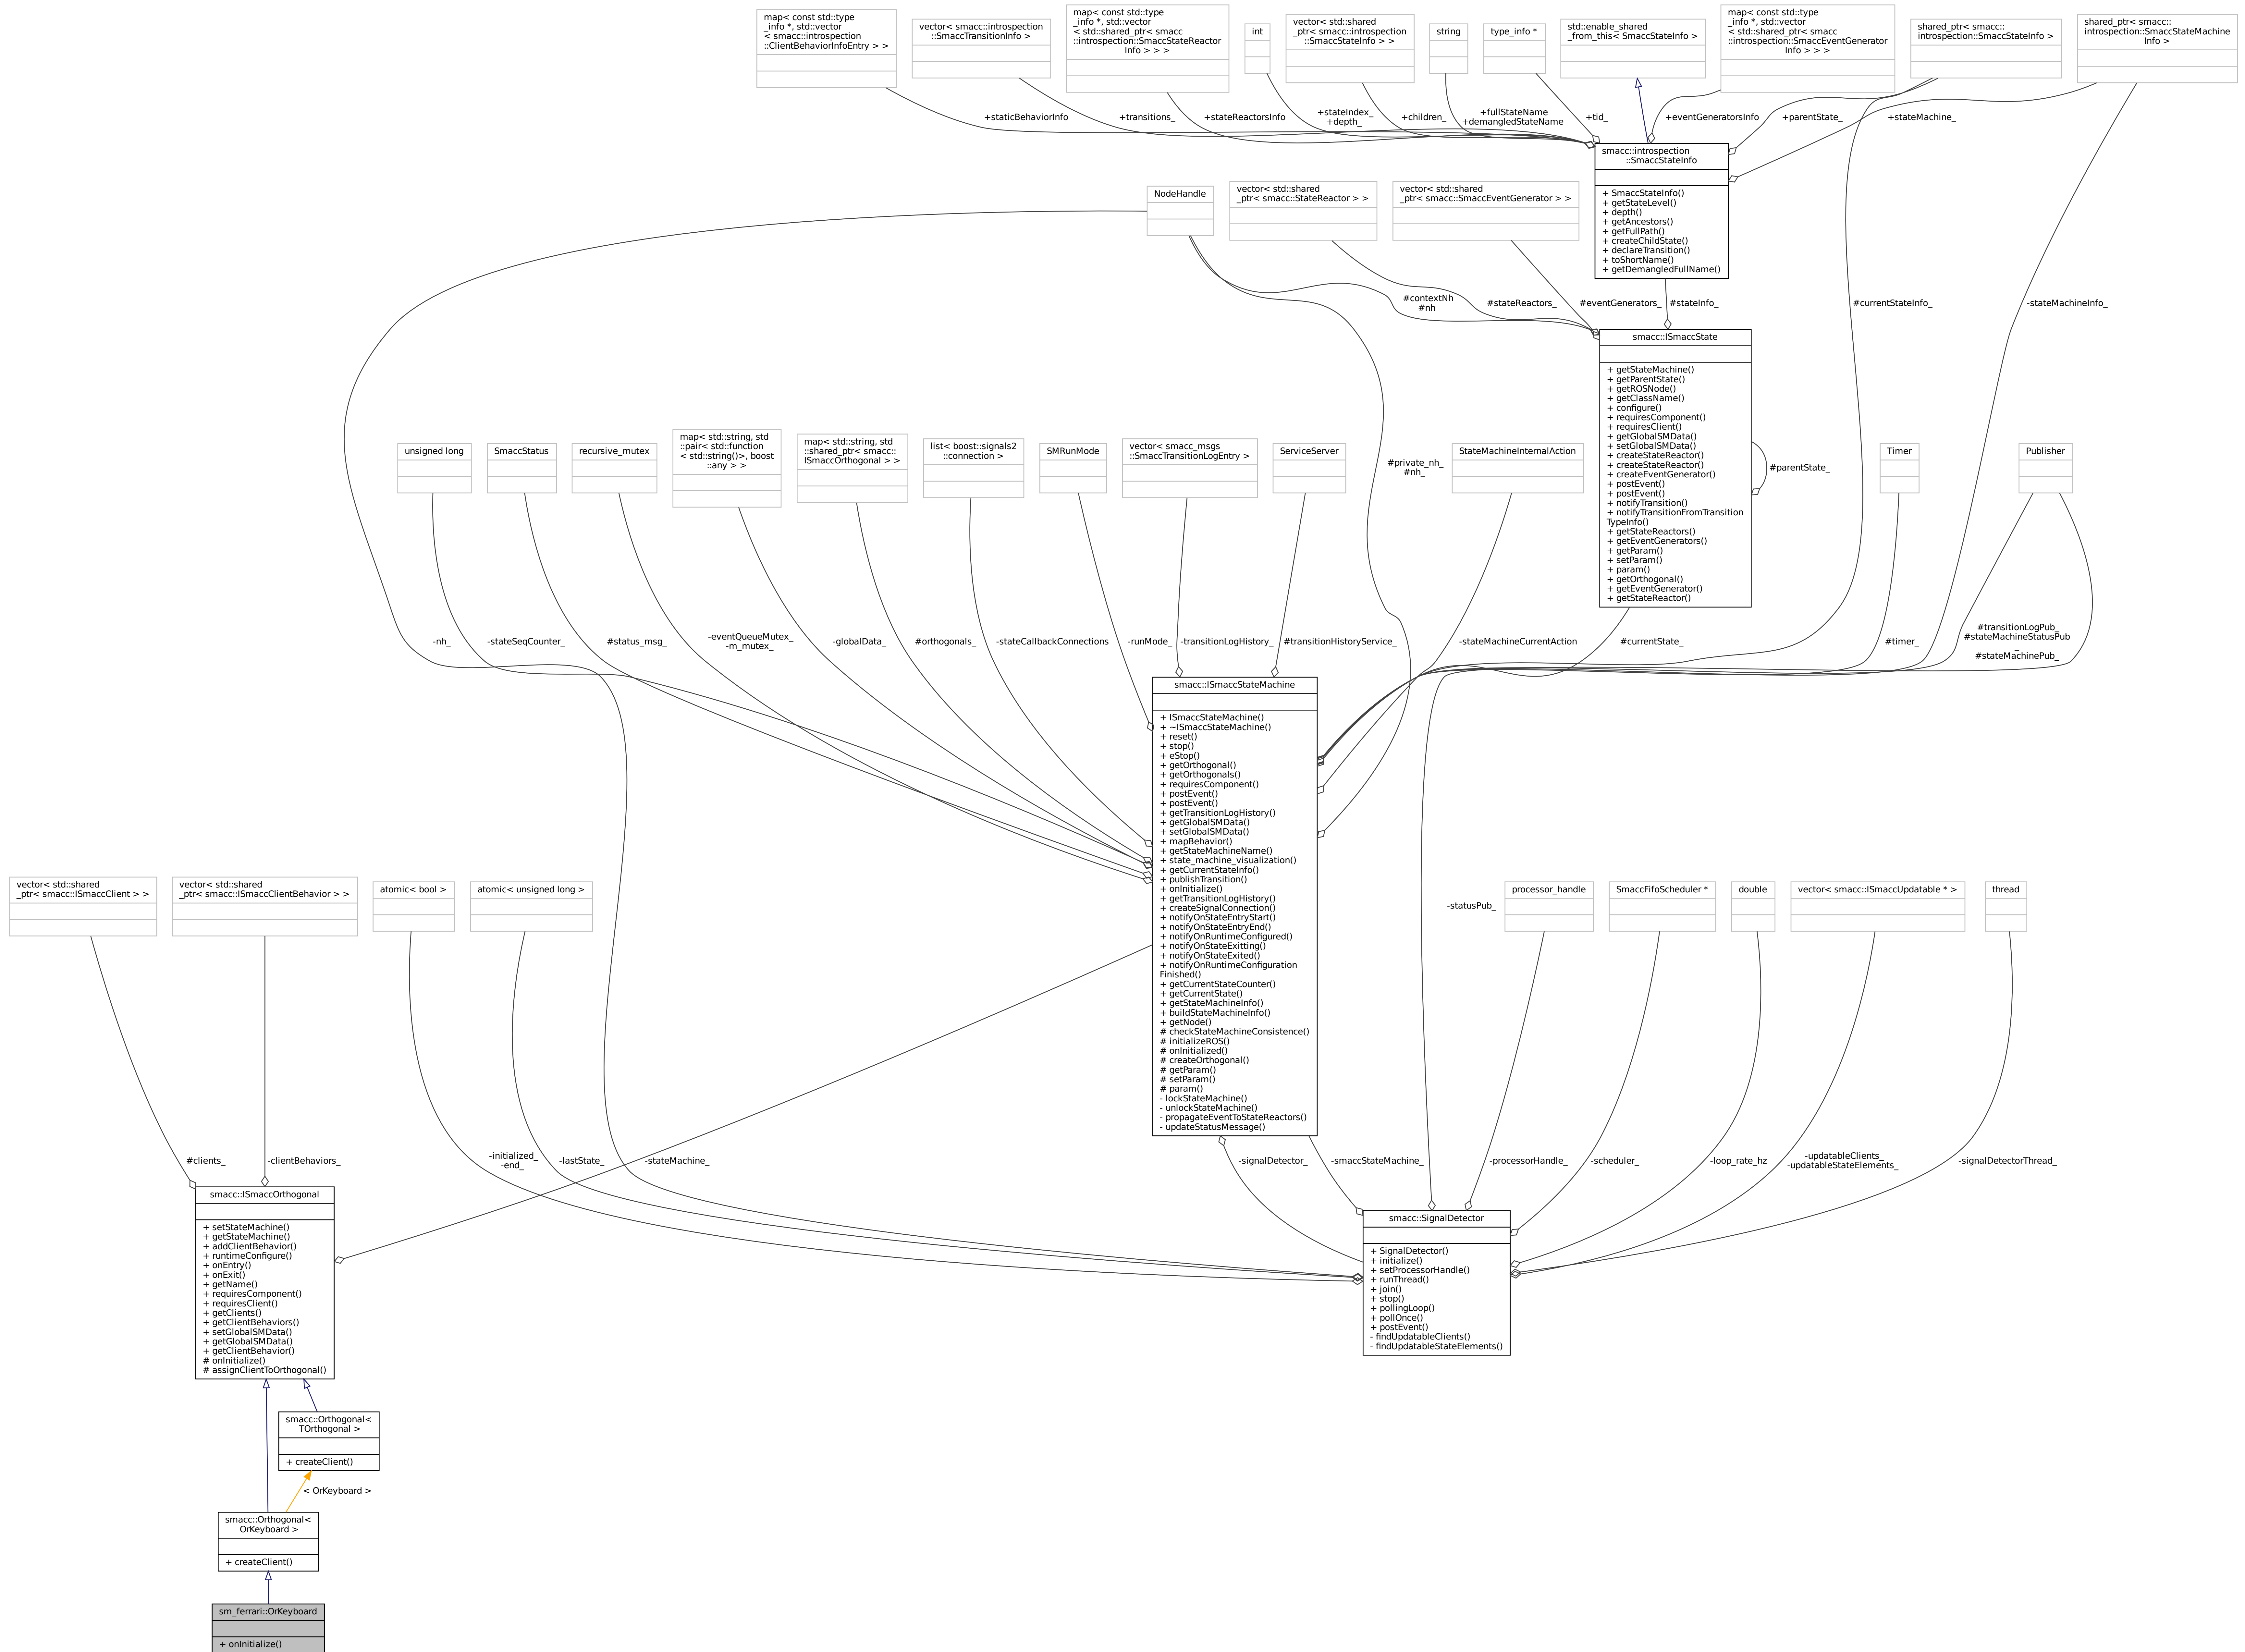 map< const std::type
_info *, std::vector
< smacc::introspection
::ClientBehaviorInfoEntry > >
vector< smacc::introspection
::SmaccTransitionInfo >
map< const std::type
_info *, std::vector
< std::shared_ptr< smacc
::introspection::SmaccStateReactor
Info > > >
int
vector< std::shared
_ptr< smacc::introspection
::SmaccStateInfo > >
string
type_info *
std::enable_shared
_from_this< SmaccStateInfo >
map< const std::type
_info *, std::vector
< std::shared_ptr< smacc
::introspection::SmaccEventGenerator
Info > > >
shared_ptr< smacc::
introspection::SmaccStateInfo >
shared_ptr< smacc::
introspection::SmaccStateMachine
Info >
+staticBehaviorInfo
+transitions_
+stateReactorsInfo
+stateIndex_
+depth_
+children_
+fullStateName
+demangledStateName
+tid_
+eventGeneratorsInfo
+parentState_
+stateMachine_
smacc::introspection
::SmaccStateInfo
+ SmaccStateInfo()
+ getStateLevel()
+ depth()
+ getAncestors()
+ getFullPath()
+ createChildState()
+ declareTransition()
+ toShortName()
+ getDemangledFullName()
NodeHandle
vector< std::shared
_ptr< smacc::StateReactor > >
vector< std::shared
_ptr< smacc::SmaccEventGenerator > >
#contextNh
#nh
#stateReactors_
#eventGenerators_
#stateInfo_
#currentStateInfo_
-stateMachineInfo_
smacc::ISmaccState
+ getStateMachine()
+ getParentState()
+ getROSNode()
+ getClassName()
+ configure()
+ requiresComponent()
+ requiresClient()
+ getGlobalSMData()
+ setGlobalSMData()
+ createStateReactor()
+ createStateReactor()
+ createEventGenerator()
+ postEvent()
+ postEvent()
+ notifyTransition()
+ notifyTransitionFromTransition
TypeInfo()
+ getStateReactors()
+ getEventGenerators()
+ getParam()
+ setParam()
+ param()
+ getOrthogonal()
+ getEventGenerator()
+ getStateReactor()
#parentState_
unsigned long
SmaccStatus
recursive_mutex
map< std::string, std
::pair< std::function
< std::string()>, boost
::any > >
map< std::string, std
::shared_ptr< smacc::
ISmaccOrthogonal > >
list< boost::signals2
::connection >
SMRunMode
vector< smacc_msgs
::SmaccTransitionLogEntry >
ServiceServer
#private_nh_
#nh_
StateMachineInternalAction
Timer
Publisher
-nh_
-stateSeqCounter_
#status_msg_
-eventQueueMutex_
-m_mutex_
-globalData_
#orthogonals_
-stateCallbackConnections
-runMode_
-transitionLogHistory_
#transitionHistoryService_
-stateMachineCurrentAction
#currentState_
#timer_
#transitionLogPub_
#stateMachineStatusPub
_
#stateMachinePub_
smacc::ISmaccStateMachine
+ ISmaccStateMachine()
+ ~ISmaccStateMachine()
+ reset()
+ stop()
+ eStop()
+ getOrthogonal()
+ getOrthogonals()
+ requiresComponent()
+ postEvent()
+ postEvent()
+ getTransitionLogHistory()
+ getGlobalSMData()
+ setGlobalSMData()
+ mapBehavior()
+ getStateMachineName()
+ state_machine_visualization()
+ getCurrentStateInfo()
+ publishTransition()
+ onInitialize()
+ getTransitionLogHistory()
+ createSignalConnection()
+ notifyOnStateEntryStart()
+ notifyOnStateEntryEnd()
+ notifyOnRuntimeConfigured()
+ notifyOnStateExitting()
+ notifyOnStateExited()
+ notifyOnRuntimeConfiguration
Finished()
+ getCurrentStateCounter()
+ getCurrentState()
+ getStateMachineInfo()
+ buildStateMachineInfo()
+ getNode()
# checkStateMachineConsistence()
# initializeROS()
# onInitialized()
# createOrthogonal()
# getParam()
# setParam()
# param()
- lockStateMachine()
- unlockStateMachine()
- propagateEventToStateReactors()
- updateStatusMessage()
vector< std::shared
_ptr< smacc::ISmaccClient > >
vector< std::shared
_ptr< smacc::ISmaccClientBehavior > >
atomic< bool >
atomic< unsigned long >
-statusPub_
processor_handle
SmaccFifoScheduler *
double
vector< smacc::ISmaccUpdatable * >
thread
#clients_
-clientBehaviors_
-initialized_
-end_
-lastState_
-stateMachine_
-signalDetector_
-smaccStateMachine_
-processorHandle_
-scheduler_
-loop_rate_hz
-updatableClients_
-updatableStateElements_
-signalDetectorThread_
smacc::ISmaccOrthogonal
+ setStateMachine()
+ getStateMachine()
+ addClientBehavior()
+ runtimeConfigure()
+ onEntry()
+ onExit()
+ getName()
+ requiresComponent()
+ requiresClient()
+ getClients()
+ getClientBehaviors()
+ setGlobalSMData()
+ getGlobalSMData()
+ getClientBehavior()
# onInitialize()
# assignClientToOrthogonal()
smacc::SignalDetector
+ SignalDetector()
+ initialize()
+ setProcessorHandle()
+ runThread()
+ join()
+ stop()
+ pollingLoop()
+ pollOnce()
+ postEvent()
- findUpdatableClients()
- findUpdatableStateElements()
smacc::Orthogonal<
TOrthogonal >
+ createClient()
< OrKeyboard >
smacc::Orthogonal<
OrKeyboard >
+ createClient()
sm_ferrari::OrKeyboard
+ onInitialize()